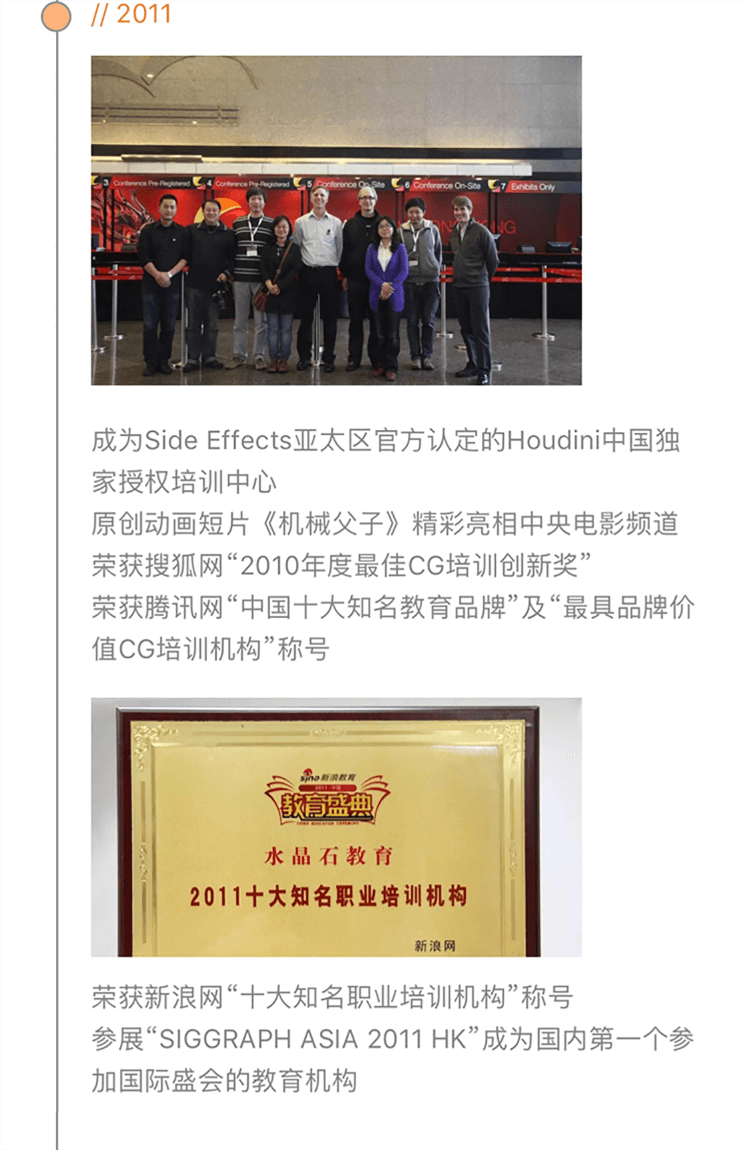 // 2011
3 Conference Pre-Registered
4 Conference Pre-Registered
5 Conference On-Site
6 Conference On-Site
7 Exhibits Only
成为Side Effects亚太区官方认定的Houdini中国独
家授权培训中心
原创动画短片《机械父子》精彩亮相中央电影频道
荣获搜狐网“2010年度最佳CG培训创新奖”
荣获腾讯网“中国十大知名教育品牌”及“最具品牌价
值CG培训机构”称号
sina新浪教育
2011·中国
教育盛典
CHINA EDUCATION CEREMONY
水晶石教育
2011十大知名职业培训机构
新浪网
荣获新浪网“十大知名职业培训机构”称号
参展“SIGGRAPH ASIA 2011 HK”成为国内第一个参
加国际盛会的教育机构